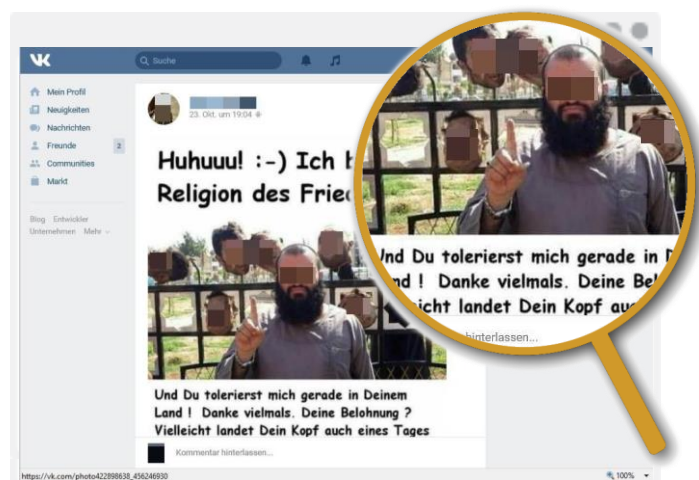 Suche
Mein Profil
Neuigkeiten
Nachrichten
Freunde 2
Communities
Markt
Blog Entwickler
Unternehmen Mehr
23. Okt. um 19:04
Huhuuu! :-) Ich
Religion des
Und Du tolerierst mich gerade in Deinem
Land ! Danke vielmals. Deine Belohnung ?
Vielleicht landet Dein Kopf auch eines Tages
Kommentar hinterlassen...
Und Du tolerierst mich gerade in
! Danke vielmals. Deine
landet Dein Kopf
hinterlassen...
https://vk.com/photo422898638_456246930
100%